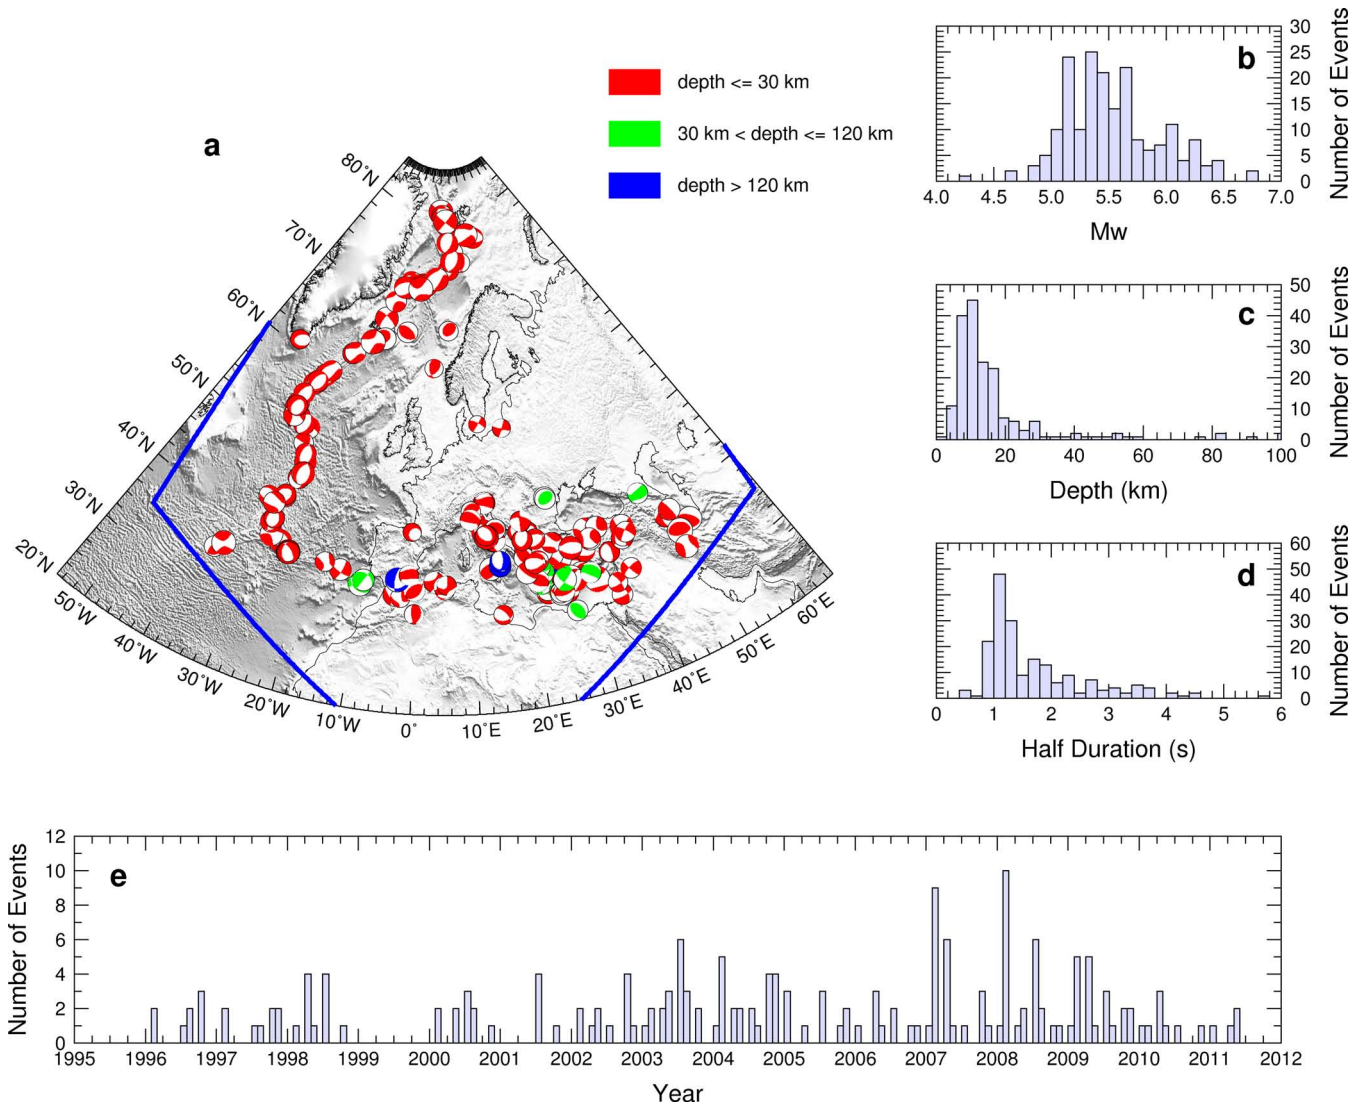 a
depth <= 30 km
30 km < depth <= 120 km
depth > 120 km
80°N
70°N
60°N
50°N
40°N
30°N
20°N
50°W
40°W
30°W
20°W
10°W
0°
10°E
20°E
30°E
40°E
50°E
60°E
b
0 5 10 15 20 25 30
Number of Events
4.0 4.5 5.0 5.5 6.0 6.5 7.0
Mw
c
0 10 20 30 40 50
Number of Events
0 20 40 60 80 100
Depth (km)
d
0 10 20 30 40 50 60
Number of Events
0 1 2 3 4 5 6
Half Duration (s)
e
0 2 4 6 8 10 12
Number of Events
1995 1996 1997 1998 1999 2000 2001 2002 2003 2004 2005 2006 2007 2008 2009 2010 2011 2012
Year